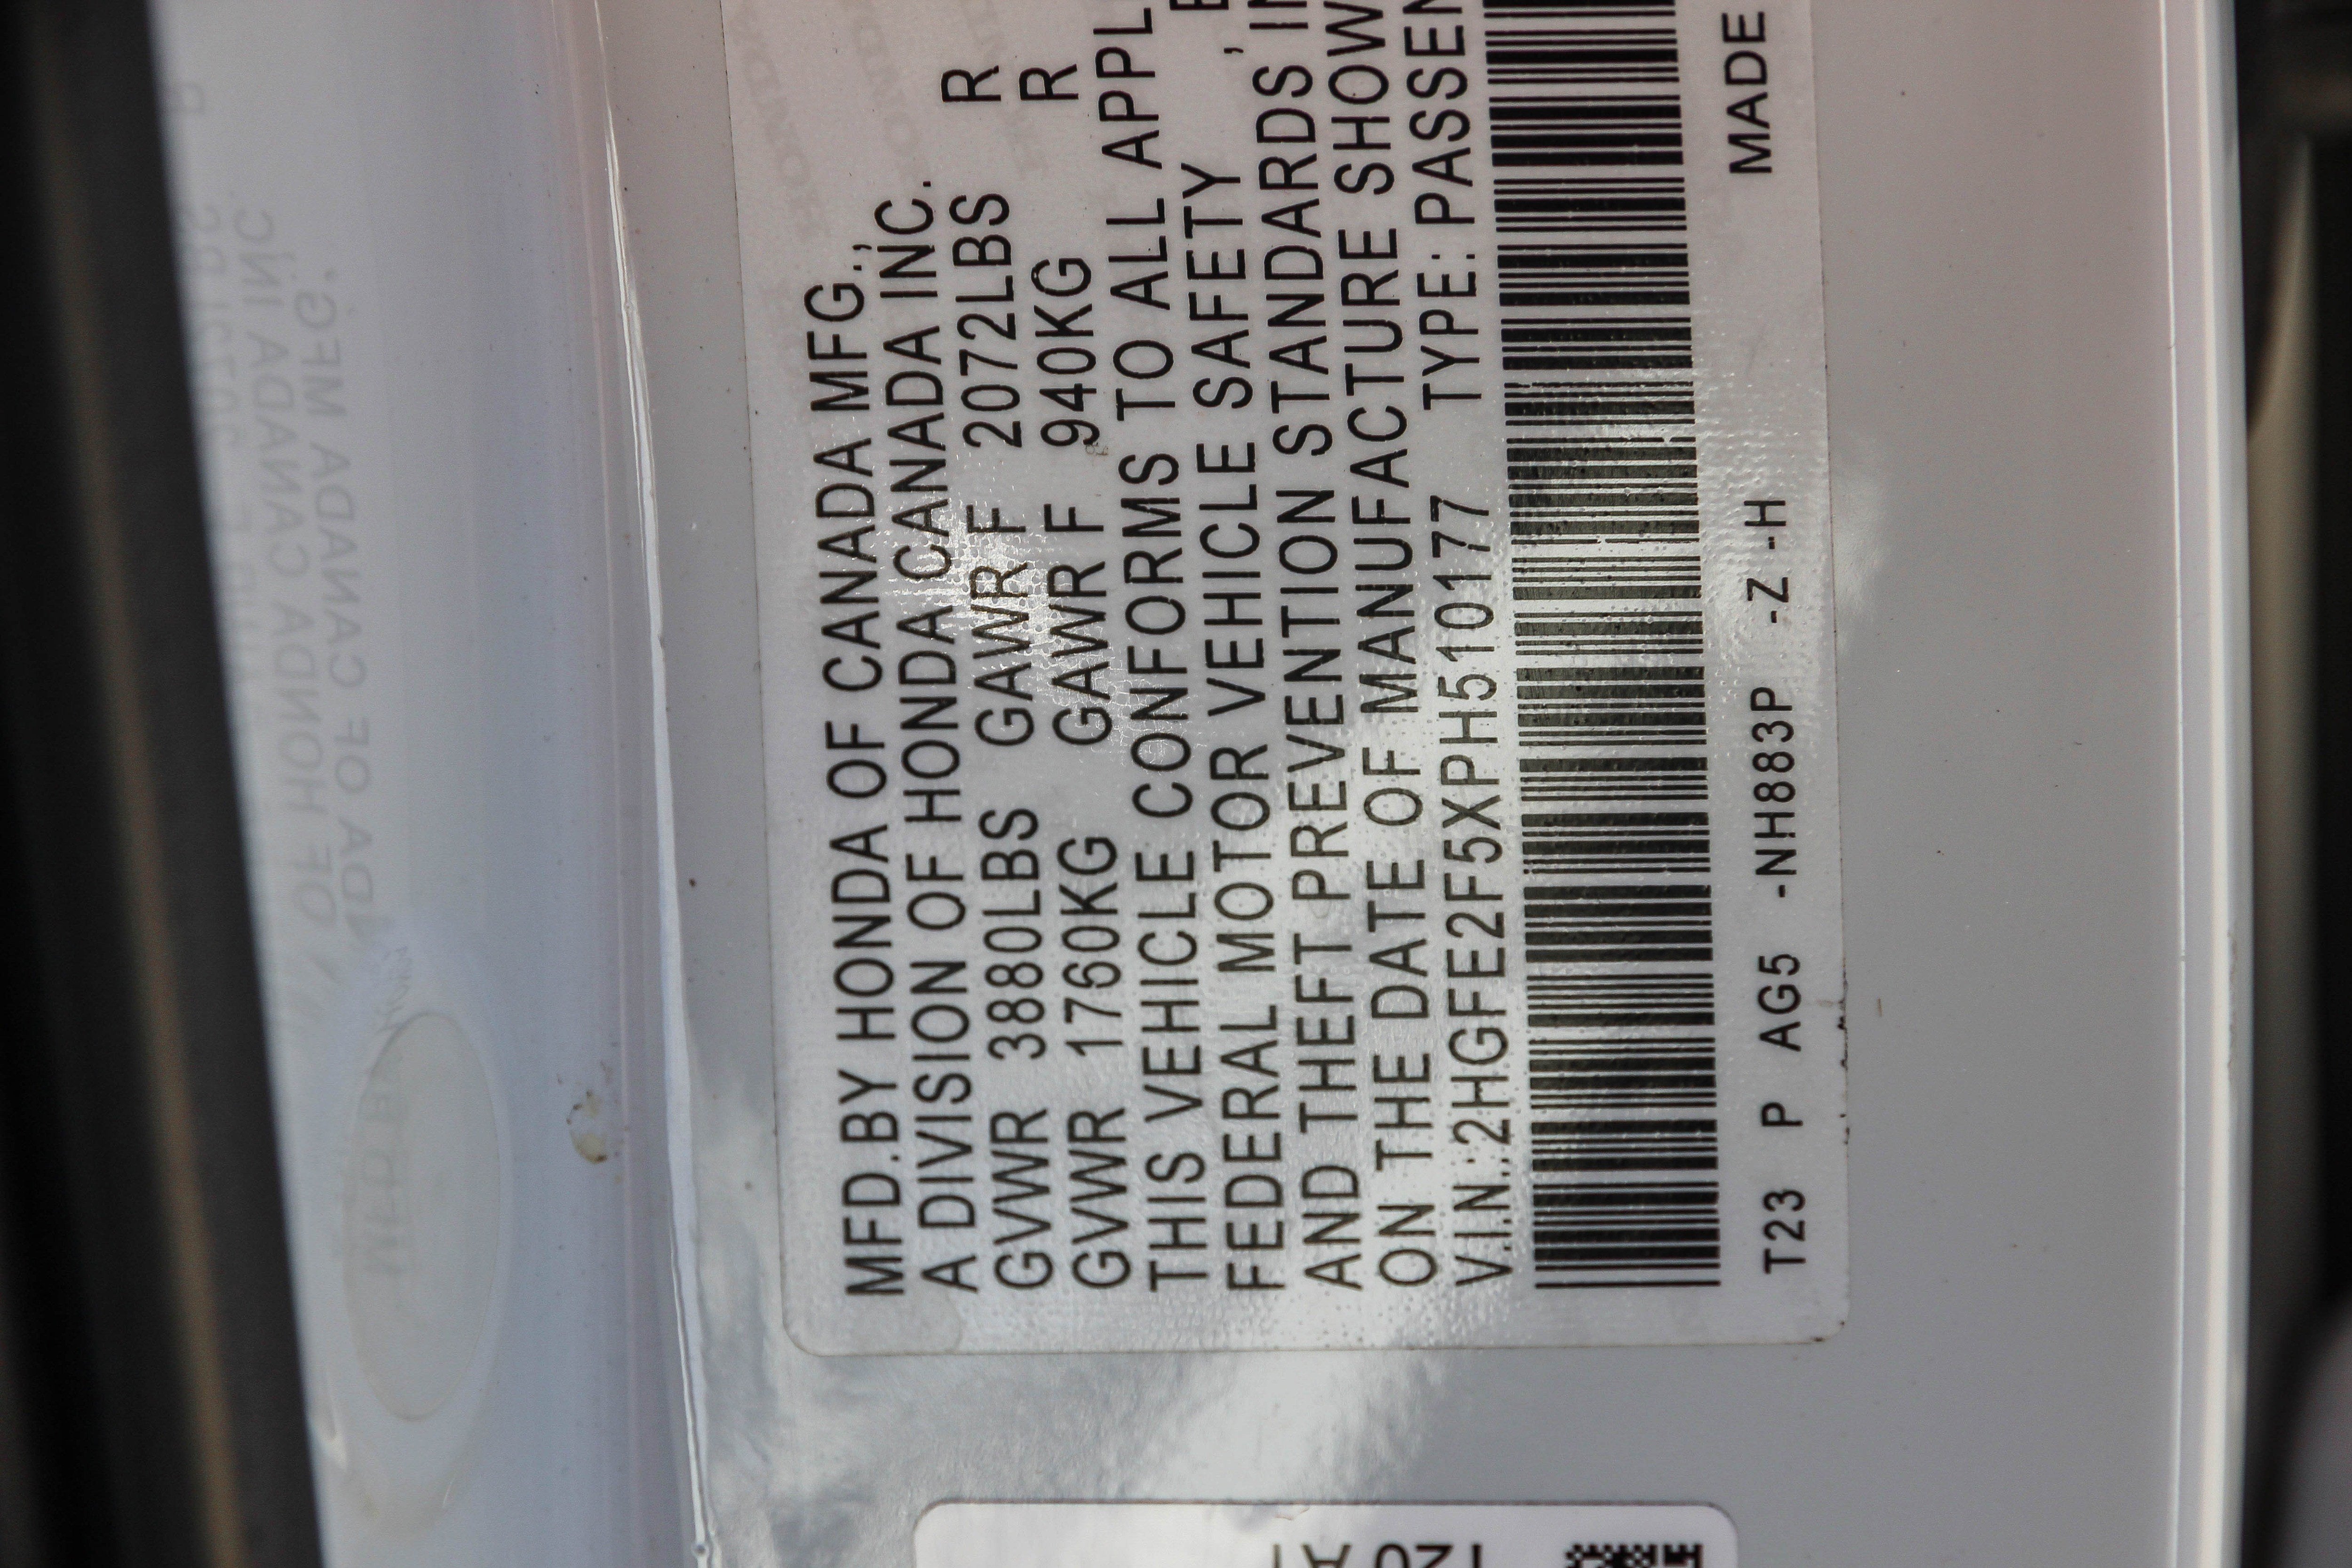 MFD.BY HONDA OF CANADA MFG.,
A DIVISION OF HONDA CANADA INC.
GVWR 3880LBS GAWR F 2072LBS R
GVWR 1760KG GAWR F 940KG R
THIS VEHICLE CONFORMS TO ALL APPLI
FEDERAL MOTOR VEHICLE SAFETY , B
AND THEFT PREVENTION STANDARDS IN
ON THE DATE OF MANUFACTURE SHOW
V.I.N.:2HGFE2F5XPH510177 TYPE: PASSEN
T23 P AG5 -NH883P -Z -H MADE